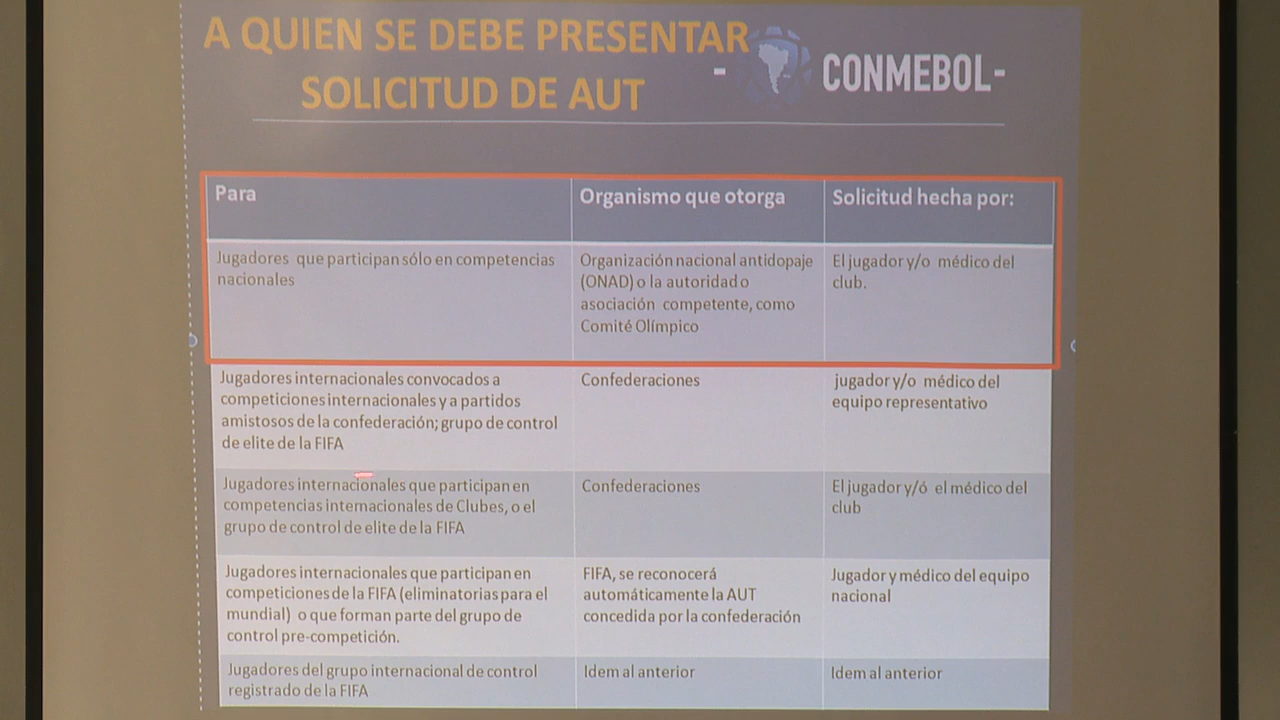 A QUIEN SE DEBE PRESENTAR
SOLICITUD DE AUT
- CONMEBOL-
Para
Organismo que otorga
Solicitud hecha por:
Jugadores que participan sólo en competencias
nacionales
Organización nacional antidopaje
(ONAD) o la autoridad o
asociación competente, como
Comité Olímpico
El jugador y/o médico del
club.
Jugadores internacionales convocados a
competiciones internacionales y a partidos
amistosos de la confederación; grupo de control
de elite de la FIFA
Confederaciones
jugador y/o médico del
equipo representativo
Jugadores internacionales que participan en
competencias internacionales de Clubes, o el
grupo de control de elite de la FIFA
Confederaciones
El jugador y/ó el médico del
club
Jugadores internacionales que participan en
competiciones de la FIFA (eliminatorias para el
mundial) o que forman parte del grupo de
control pre-competición.
FIFA, se reconocerá
automáticamente la AUT
concedida por la confederación
Jugador y médico del equipo
nacional
Jugadores del grupo internacional de control
registrado de la FIFA
Idem al anterior
Idem al anterior